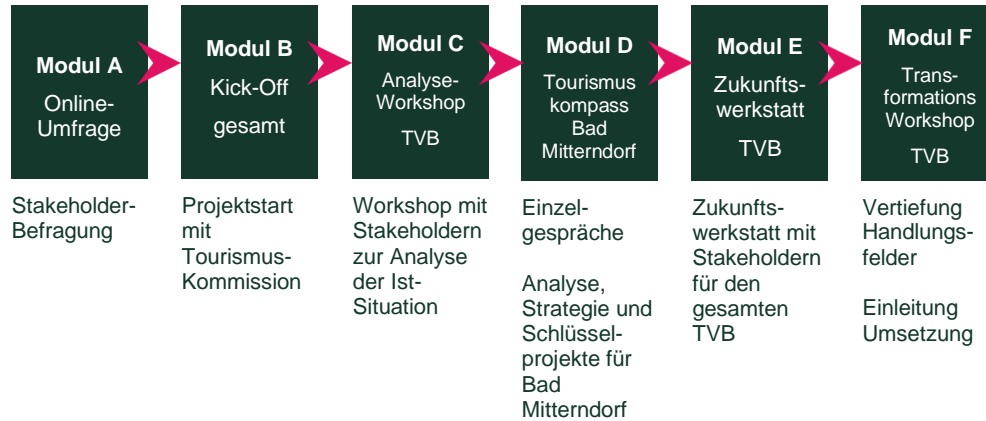 Modul A
Online-
Umfrage
Modul B
Kick-Off
gesamt
Modul C
Analyse-
Workshop
TVB
Modul D
Tourismus
kompass
Bad
Mitterndorf
Modul E
Zukunfts-
werkstatt
TVB
Modul F
Trans-
formations
Workshop
TVB
Stakeholder-
Befragung
Projektstart
mit
Tourismus-
Kommission
Workshop mit
Stakeholdern
zur Analyse
der Ist-
Situation
Einzel-
gespräche
Analyse,
Strategie und
Schlüssel-
projekte für
Bad
Mitterndorf
Zukunfts-
werkstatt mit
Stakeholdern
für den
gesamten
TVB
Vertiefung
Handlungs-
felder
Einleitung
Umsetzung